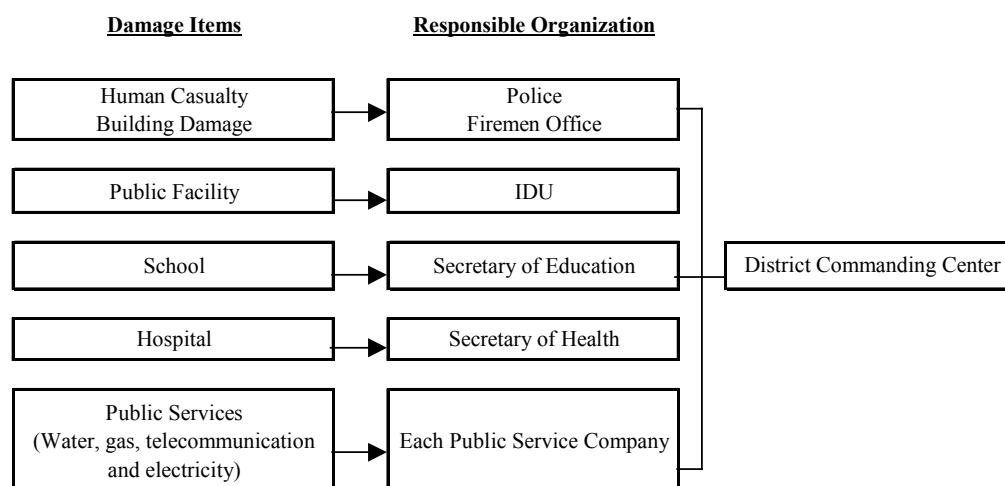 Damage Items
Responsible Organization
Human Casualty
Building Damage
Police
Firemen Office
Public Facility
IDU
School
Secretary of Education
District Commanding Center
Hospital
Secretary of Health
Public Services
(Water, gas, telecommunication
and electricity)
Each Public Service Company